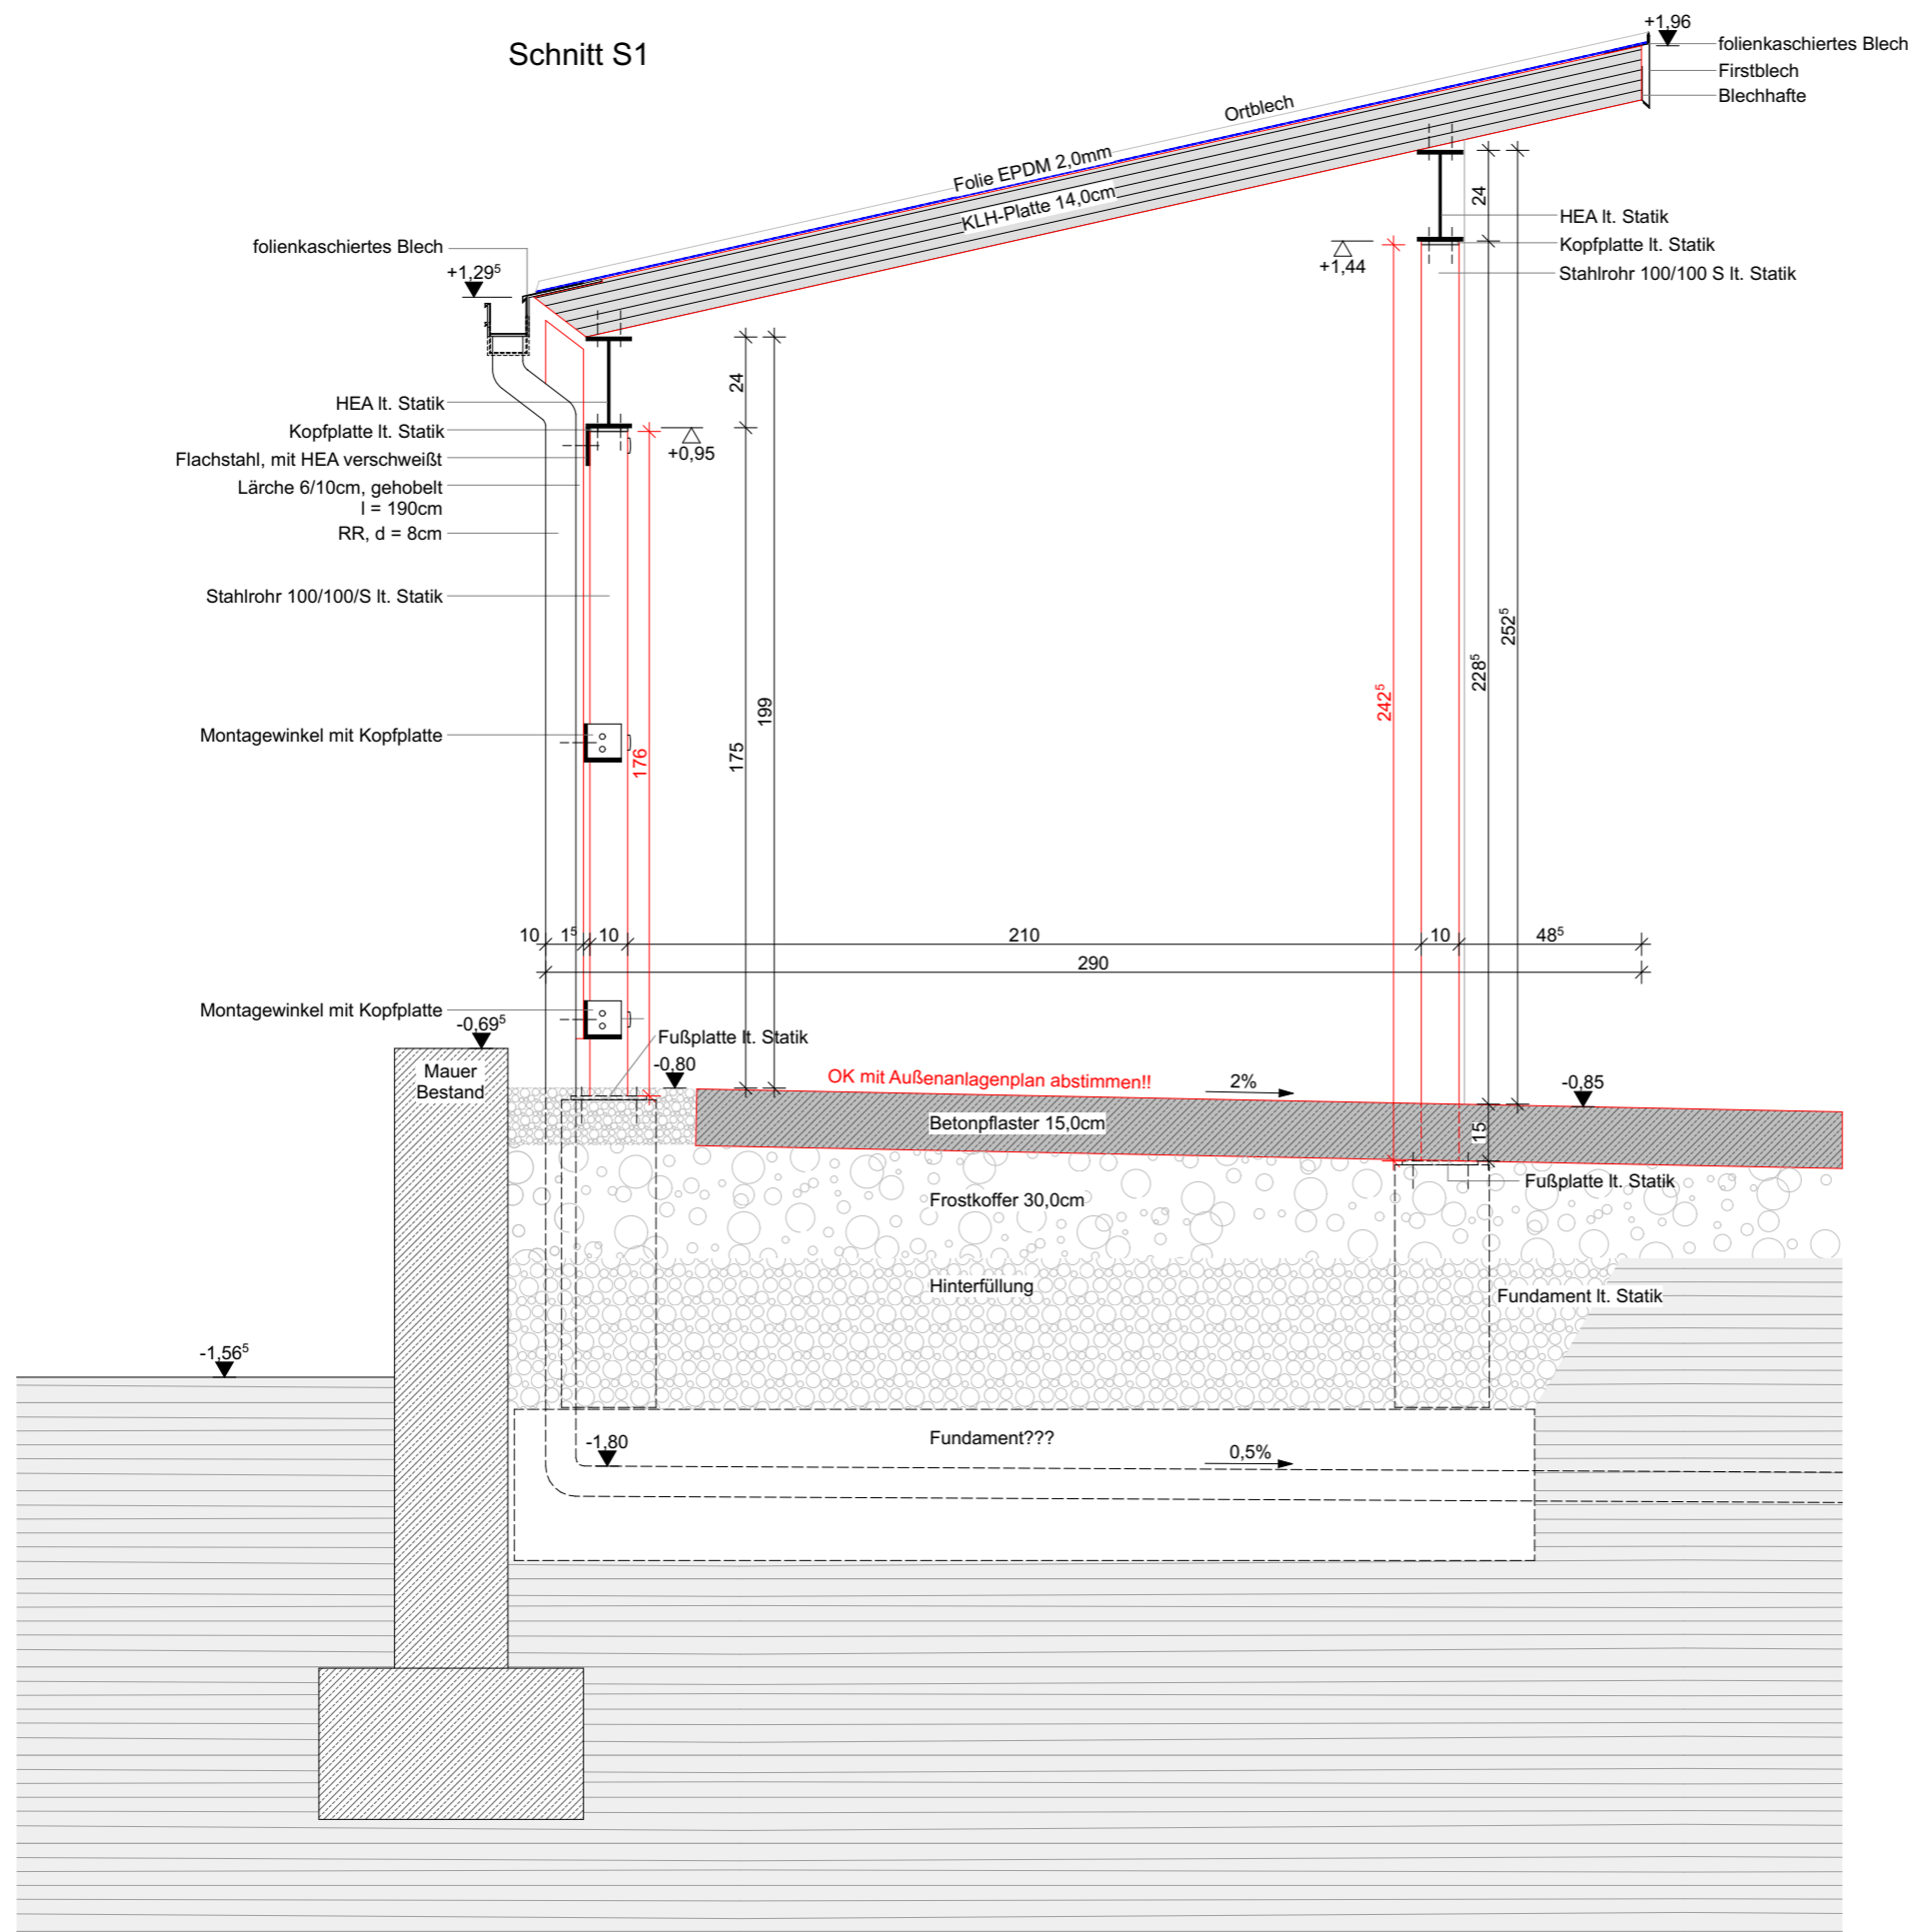 Schnitt S1
+1,96
folienkaschiertes Blech
Firstblech
Blechhafte
Ortblech
Folie EPDM 2,0mm
KLH-Platte 14,0cm
24
HEA lt. Statik
Kopfplatte lt. Statik
Stahlrohr 100/100 S lt. Statik
+1,44
folienkaschiertes Blech
+1,29⁵
24
HEA lt. Statik
Kopfplatte lt. Statik
Flachstahl, mit HEA verschweißt
Lärche 6/10cm, gehobelt
l = 190cm
RR, d = 8cm
+0,95
Stahlrohr 100/100/S lt. Statik
252⁵
228⁵
242⁵
199
175
176
Montagewinkel mit Kopfplatte
10
1⁵
10
210
10
48⁵
290
Montagewinkel mit Kopfplatte
-0,69⁵
Fußplatte lt. Statik
-0,80
Mauer
Bestand
OK mit Außenanlagenplan abstimmen!!
2%
-0,85
Betonpflaster 15,0cm
15
Fußplatte lt. Statik
Frostkoffer 30,0cm
Hinterfüllung
Fundament lt. Statik
-1,56⁵
-1,80
Fundament???
0,5%